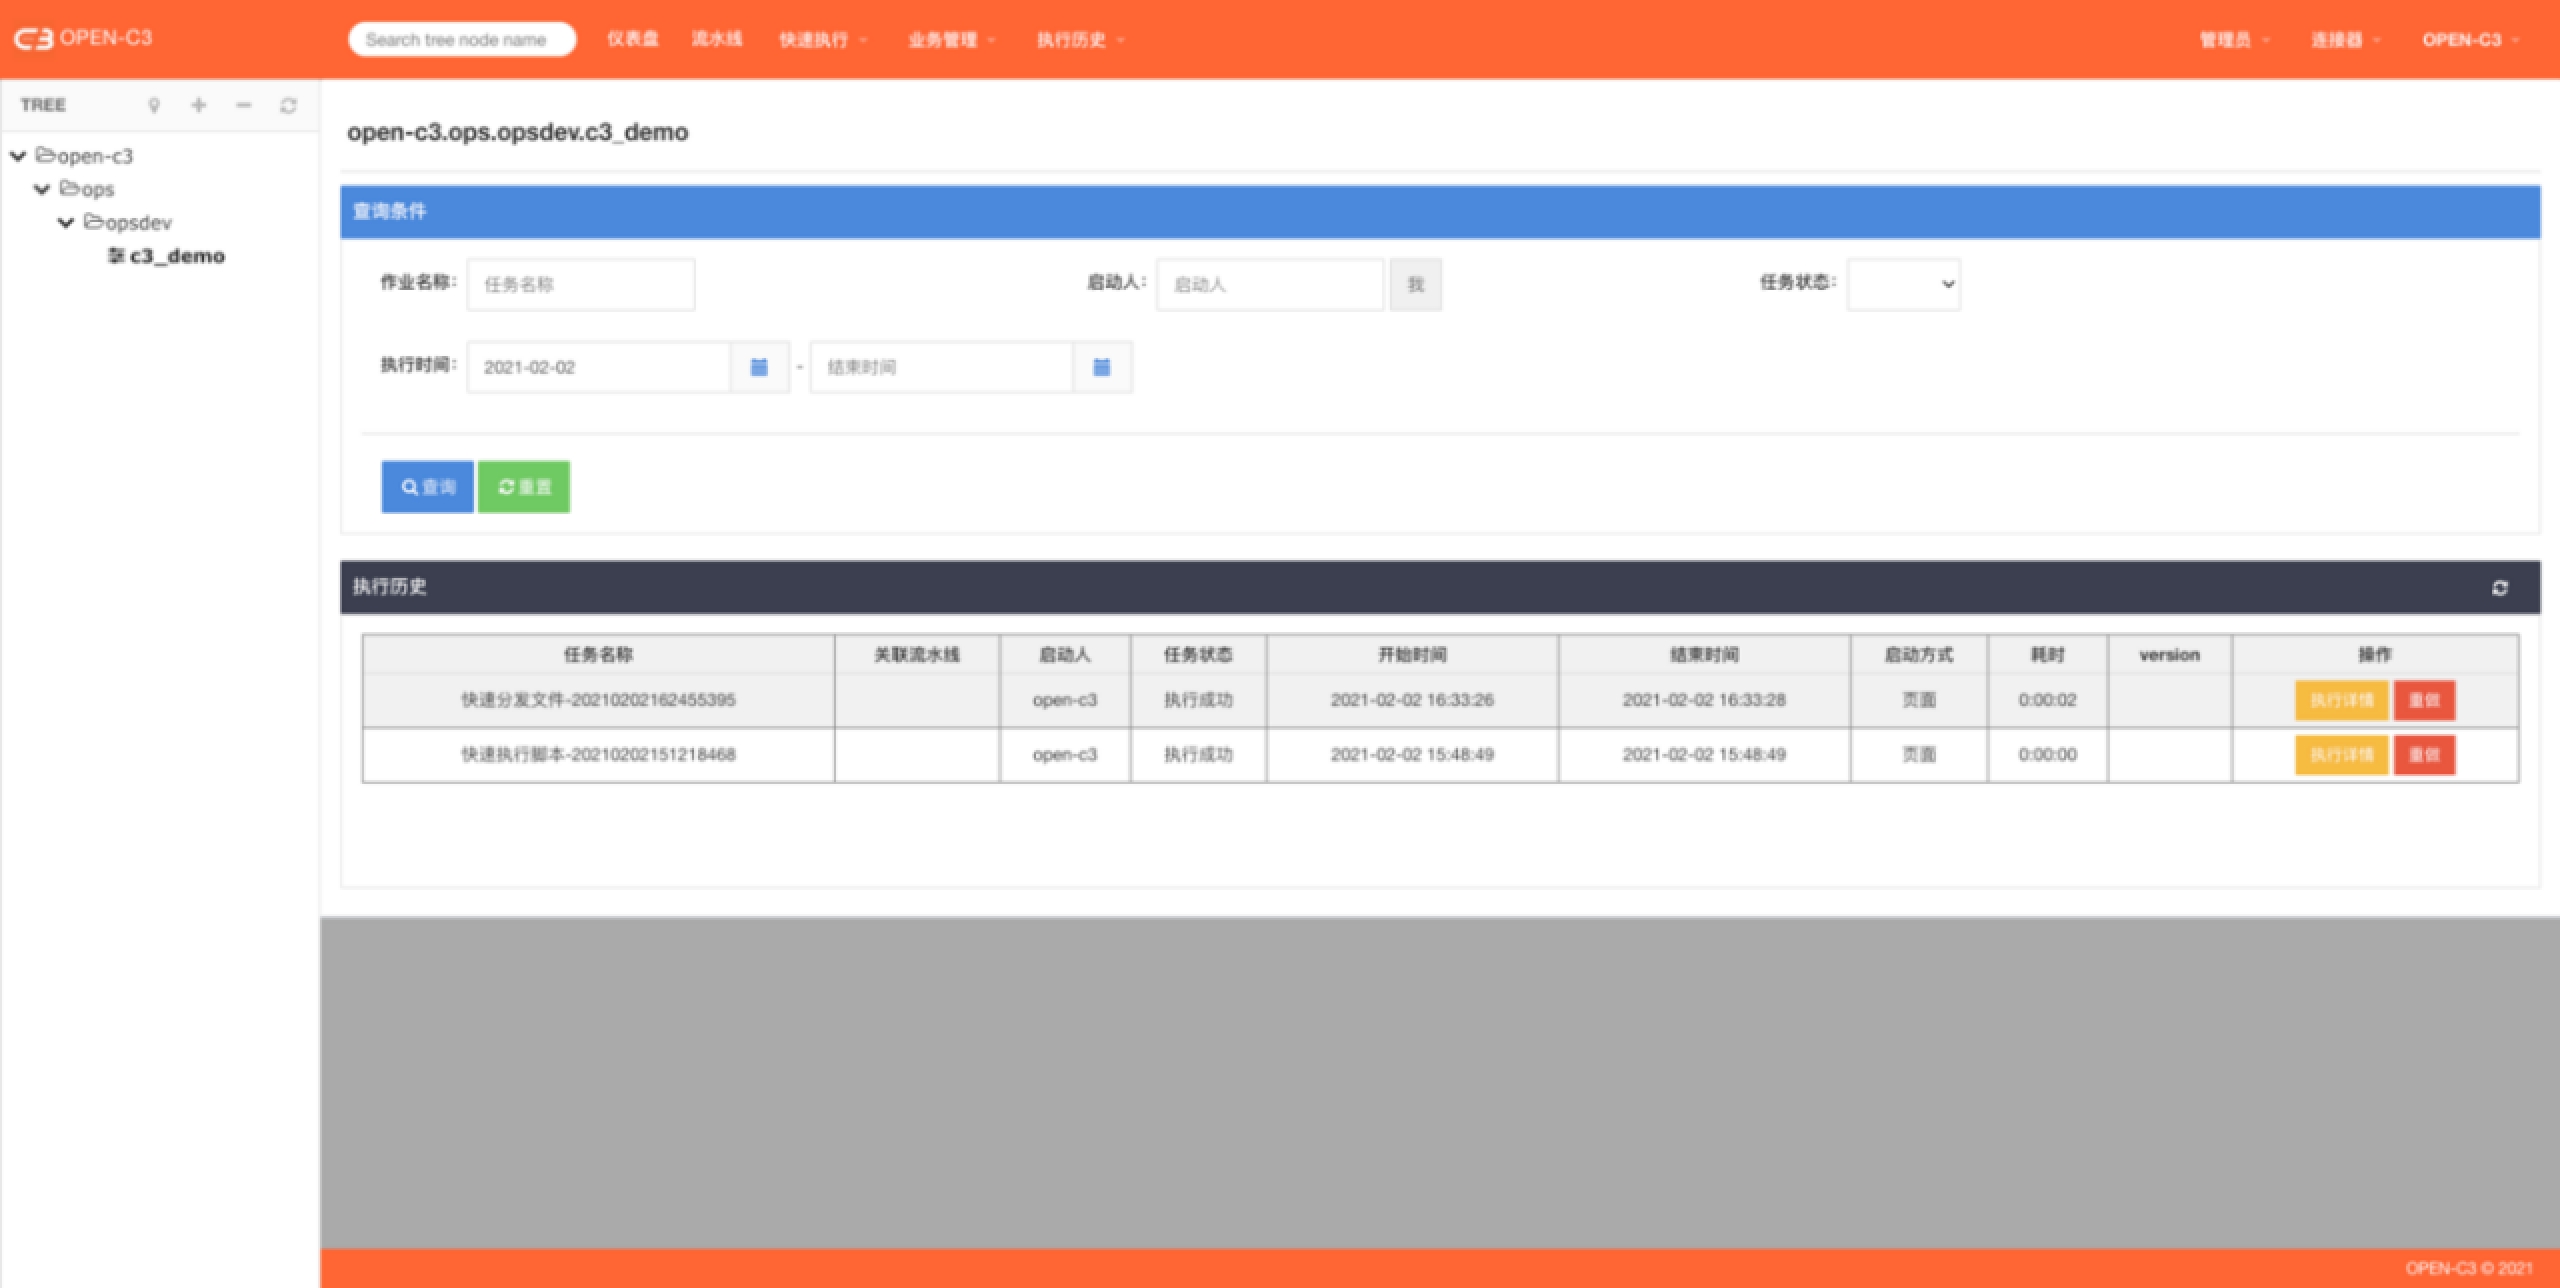 C3 OPEN-C3
Search tree node name 仪表盘 流水线 快速执行 业务管理 执行历史 管理员 连接器 OPEN-C3
TREE
open-c3
ops
opsdev
c3_demo
open-c3.ops.opsdev.c3_demo
查询条件
作业名称: 任务名称 启动人: 启动人 我 任务状态:
执行时间: 2021-02-02 - 结束时间
查询 重置
执行历史
任务名称 关联流水线 启动人 任务状态 开始时间 结束时间 启动方式 耗时 version 操作
快速分发文件-202102021624553​95 open-c3 执行成功 2021-02-02 16:33:26 2021-02-02 16:33:28 页面 0:00:02 执行详情 重做
快速执行脚本-20210202151218468 open-c3 执行成功 2021-02-02 15:48:49 2021-02-02 15:48:49 页面 0:00:00 执行详情 重做
OPEN-C3 © 2021